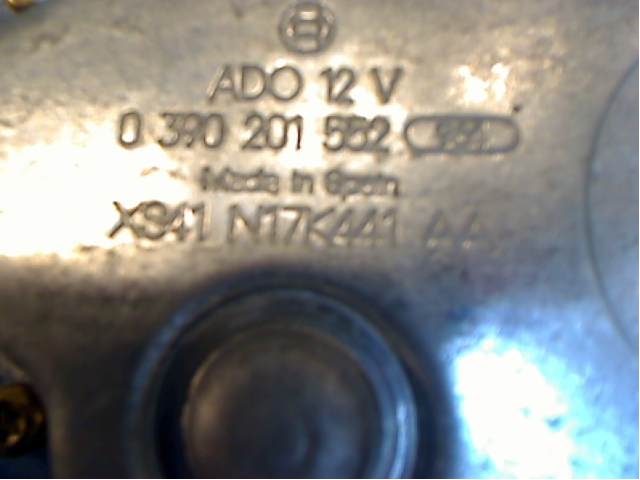 ADO 12 V
0 390 201 552
Made in Spain
XS41 N17K441 AA